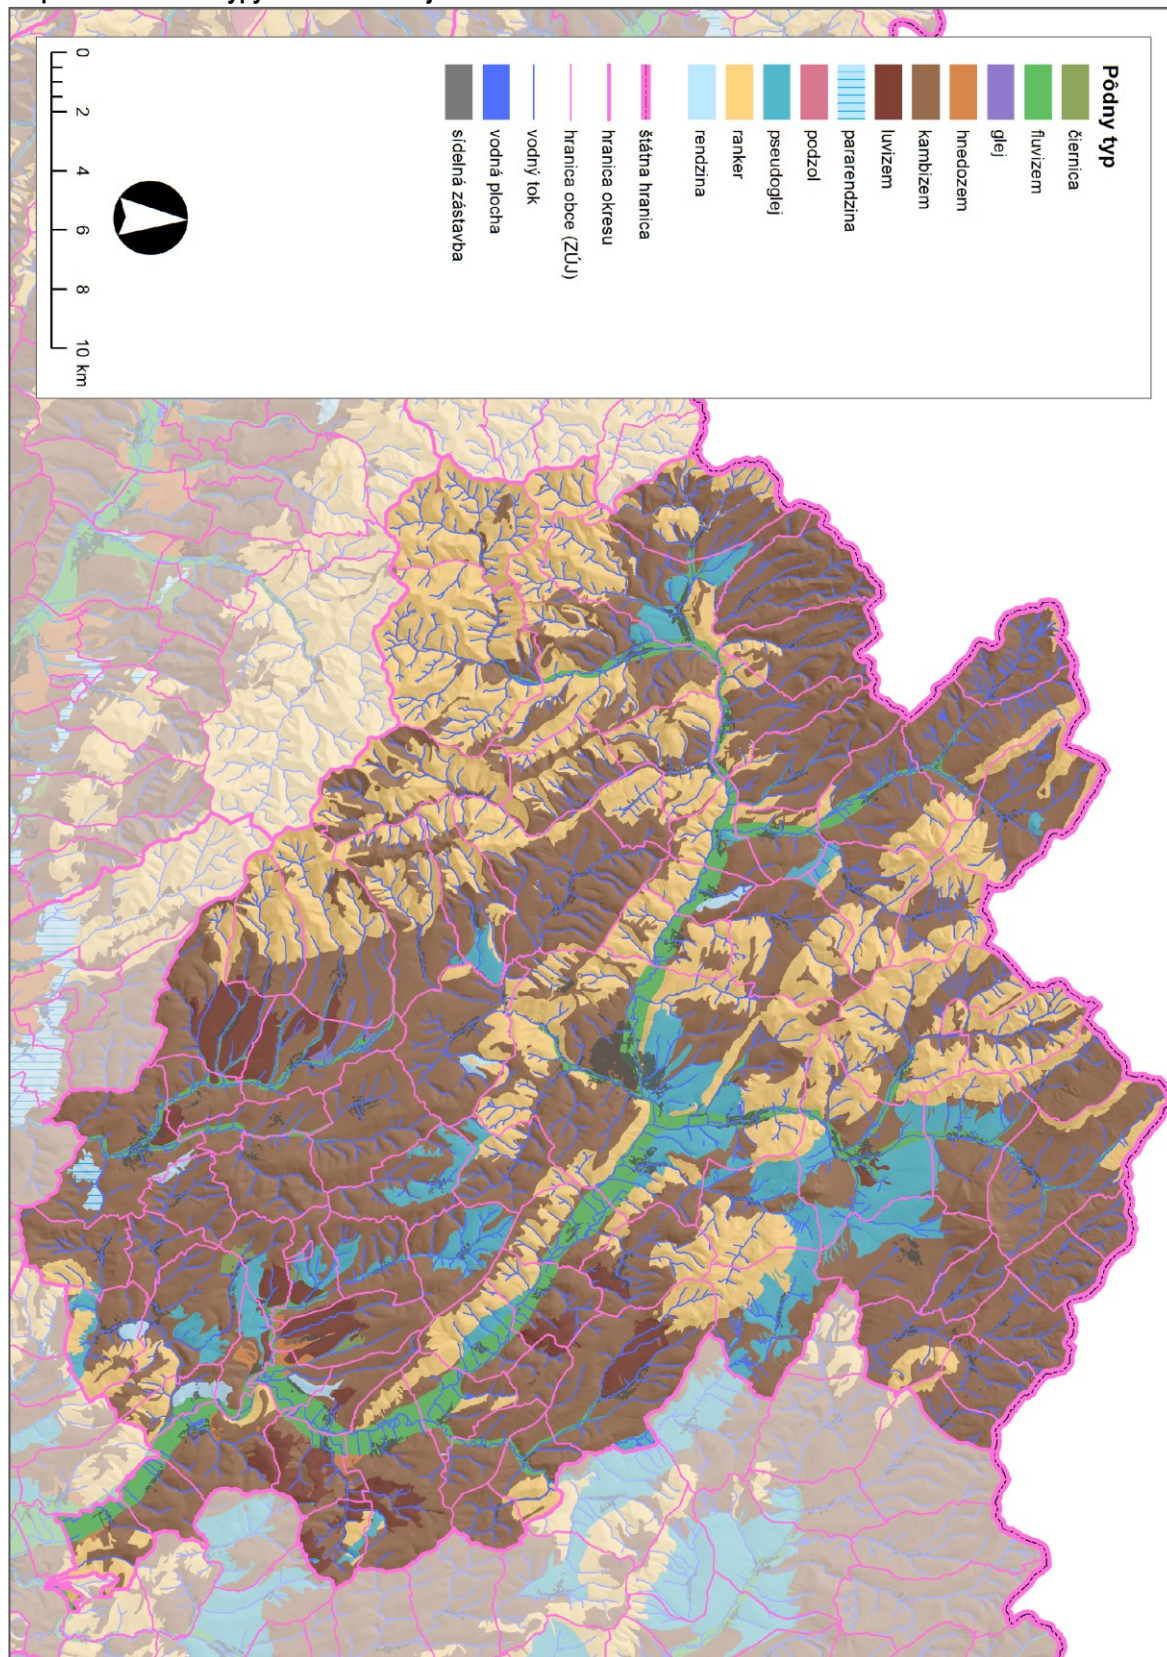 Pôdny typ
čiernica
fluvizem
glej
hnedozem
kambizem
luvizem
pararendzina
podzol
pseudoglej
ranker
rendzina
štátna hranica
hranica okresu
hranica obce (ZÚJ)
vodný tok
vodná plocha
sídelná zástavba
0 2 4 6 8 10 km